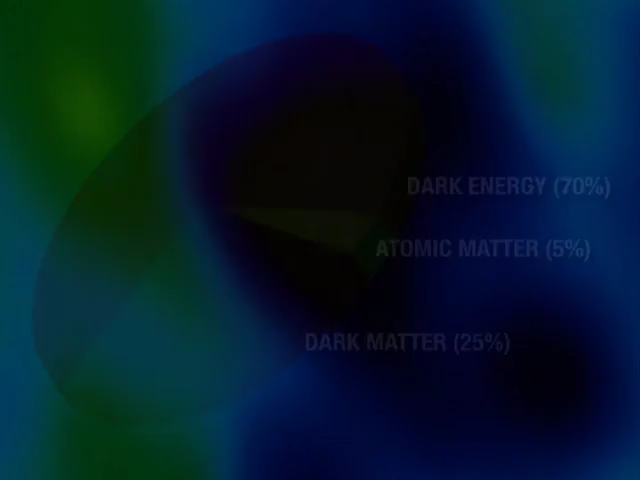 DARK ENERGY (70%)
ATOMIC MATTER (5%)
DARK MATTER (25%)